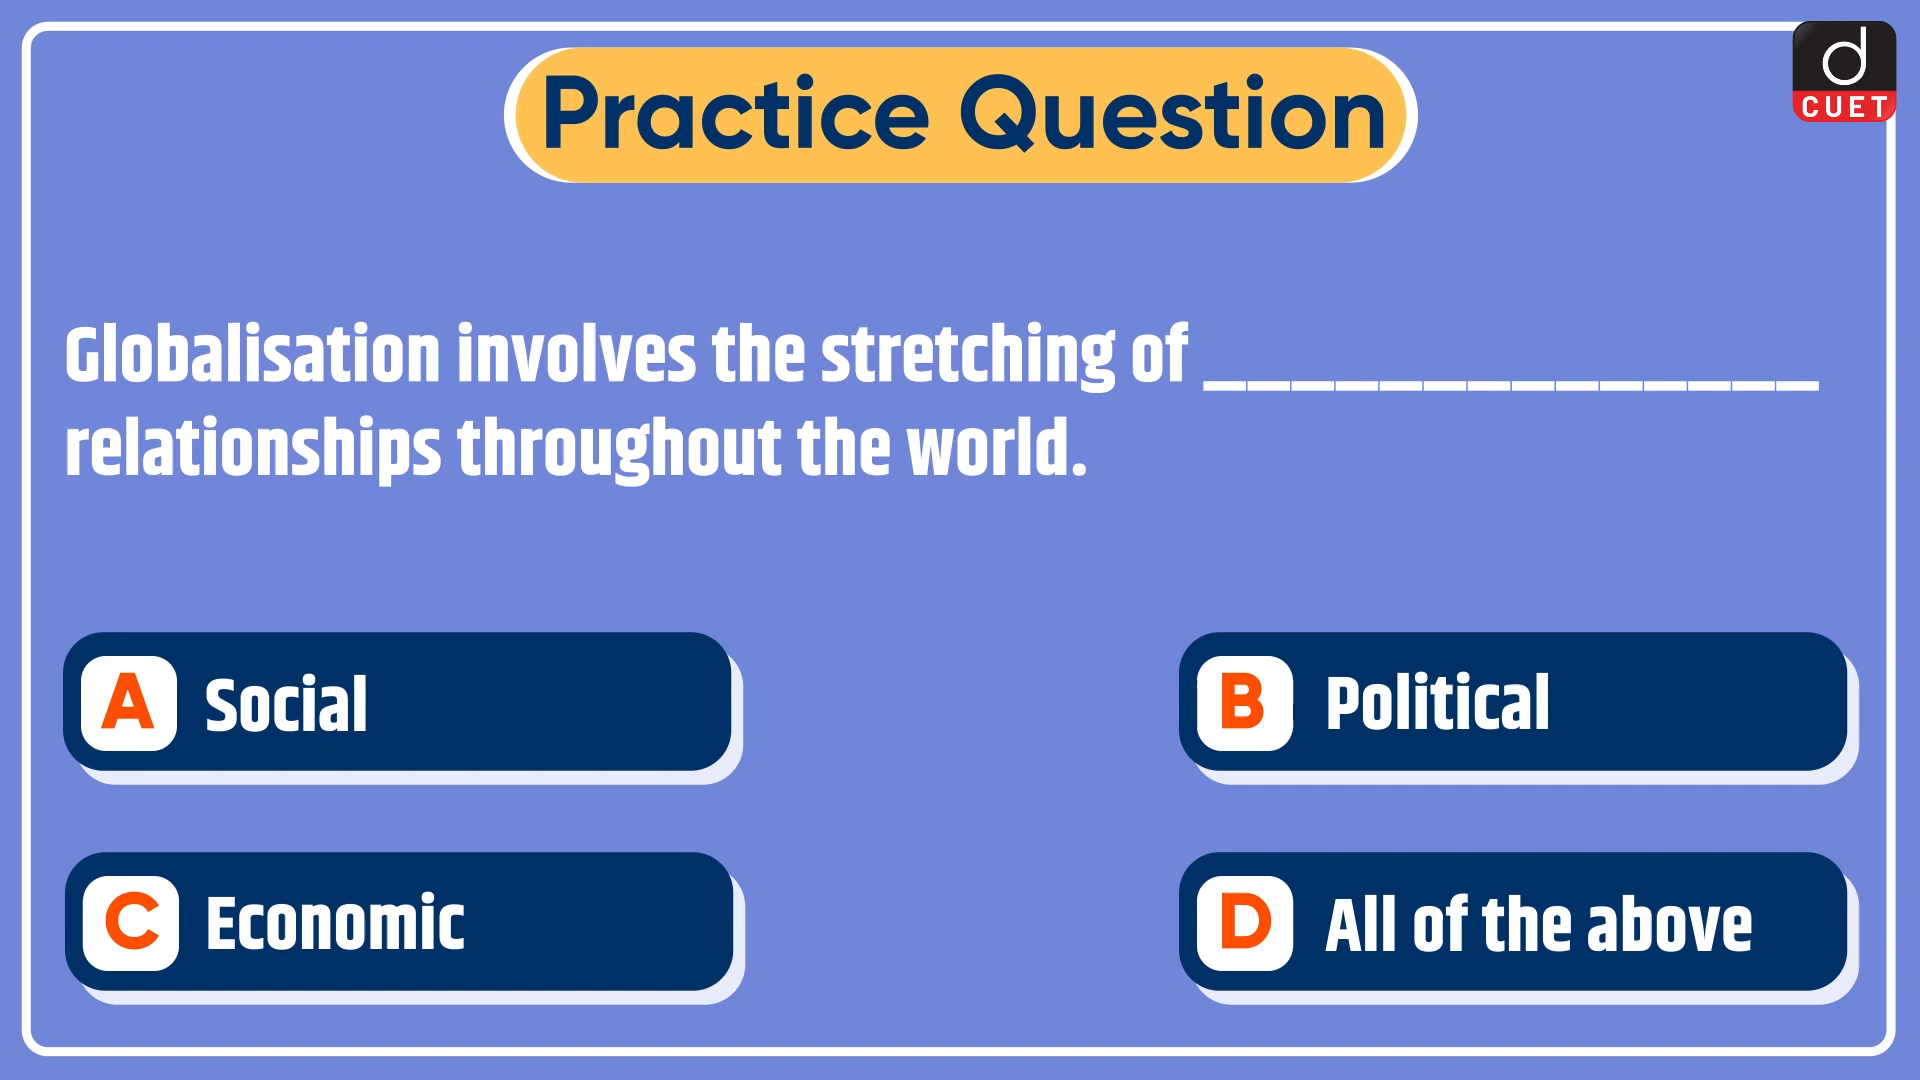 Practice Question
d
CUET
Globalisation involves the stretching of ______________
relationships throughout the world.
A Social
B Political
C Economic
D All of the above